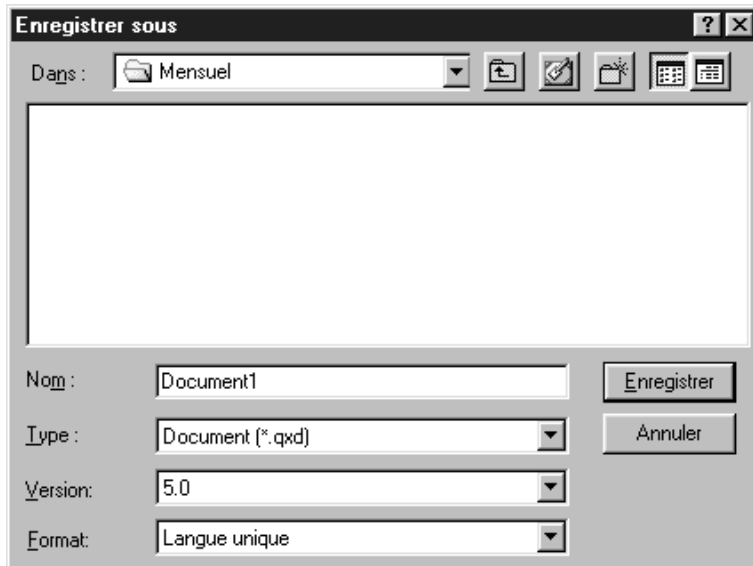 Enregistrer sous
Dans : Mensuel
Nom : Document1 Enregistrer
Type : Document (*.qxd) Annuler
Version: 5.0
Format: Langue unique